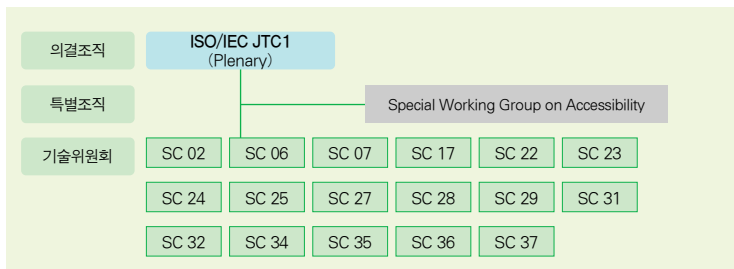 의결조직
ISO/IEC JTC1
(Plenary)
특별조직
Special Working Group on Accessibility
기술위원회
SC 02 SC 06 SC 07 SC 17 SC 22 SC 23
SC 24 SC 25 SC 27 SC 28 SC 29 SC 31
SC 32 SC 34 SC 35 SC 36 SC 37